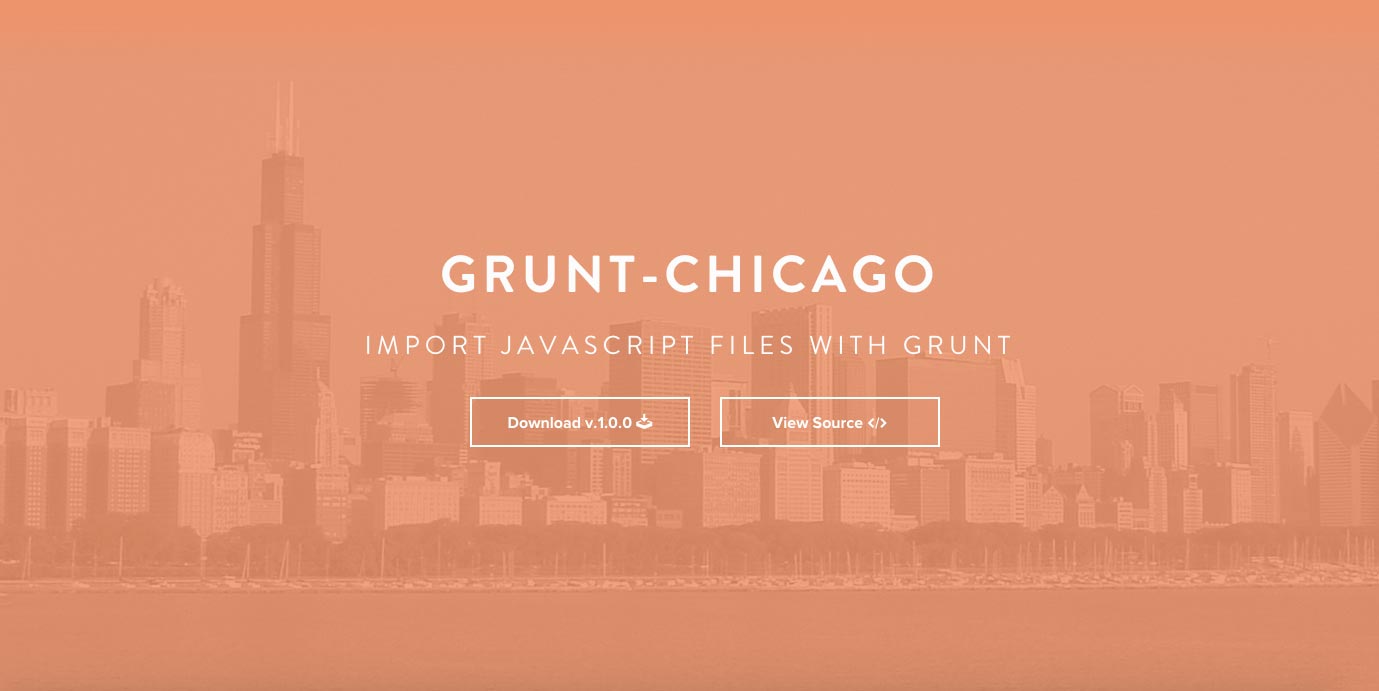 GRUNT-CHICAGO
IMPORT JAVASCRIPT FILES WITH GRUNT
Download v.1.0.0
View Source </>